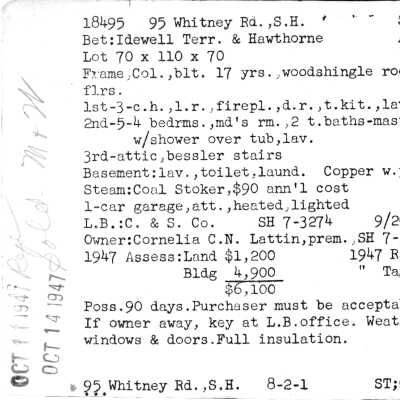 18495 95 Whitney Rd.,S.H.
Bet:Idewell Terr. & Hawthorne
Lot 70 x 110 x 70
Frame,Col.,blt. 17 yrs.,woodshingle
flrs.
1st-3-c.h.,l.r.,firepl.,d.r.,t.kit.,
2nd-5-4 bedrms.,md's rm.,2 t.baths-
w/shower over tub,lav.
3rd-attic,bessler stairs
Basement:lav.,toilet,laund. Copper
Steam:Coal Stoker,$90 ann'l cost
1-car garage,att.,heated,lighted
L.B.:C. & S. Co. SH 7-3274
Owner:Cornelia C.N. Lattin,prem.,SH 7-
1947 Assess:Land $1,200 1947
Bldg 4,900 "
$6,100
Poss.90 days.Purchaser must be
If owner away, key at L.B.office.
windows & doors.Full insulation.
95 Whitney Rd.,S.H. 8-2-1 ST;
OCT 11 1947
OCT 14 1947 Sold M + W